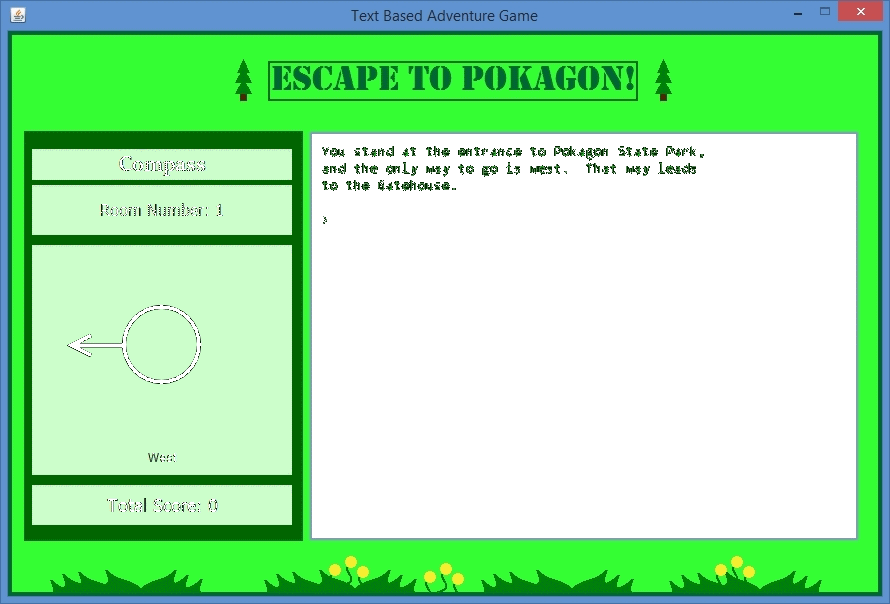 Text Based Adventure Game
ESCAPE TO POKAGON!
Compass
Room Number: 1
West
Total Score: 0
You stand at the entrance to Pokagon State Park,
and the only way to go is west. That way leads
to the Gatehouse.
>